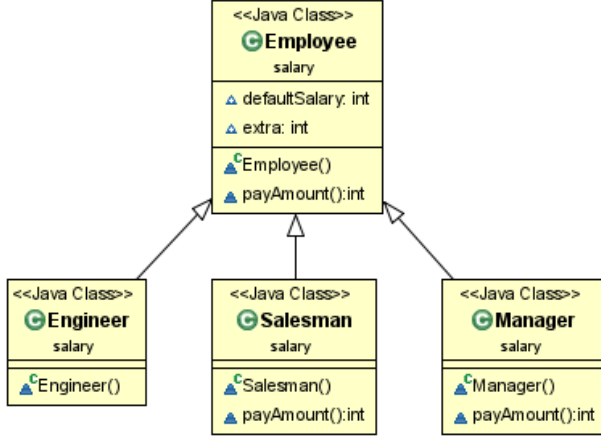 <<Java Class>>
Employee
salary
defaultSalary: int
extra: int
Employee()
payAmount():int
<<Java Class>>
Engineer
salary
Engineer()
<<Java Class>>
Salesman
salary
Salesman()
payAmount():int
<<Java Class>>
Manager
salary
Manager()
payAmount():int